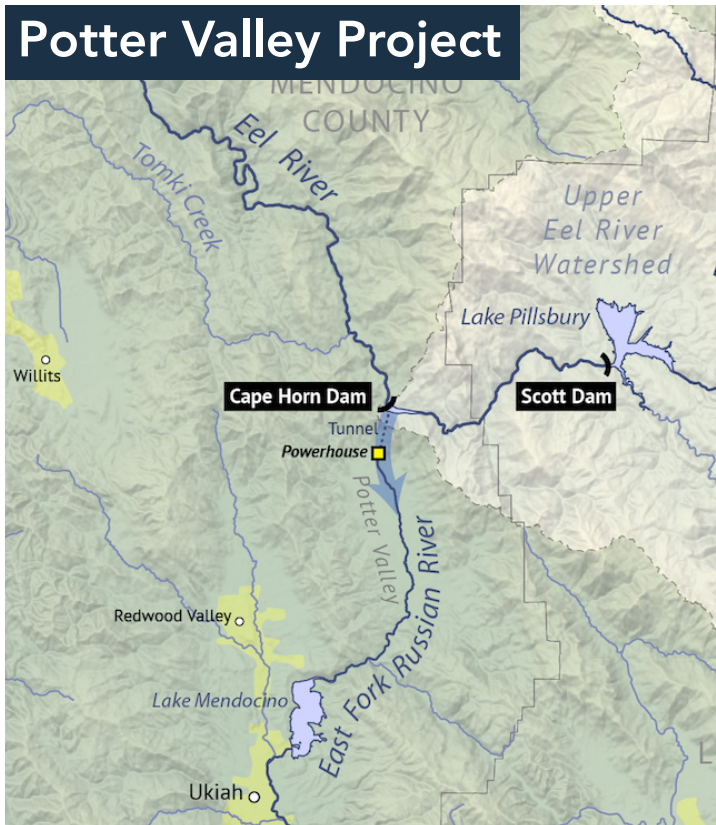 Potter Valley Project
MENDOCINO
COUNTY
Eel River
Tomki Creek
Upper
Eel River
Watershed
Lake Pillsbury
Willits
Cape Horn Dam
Scott Dam
Tunnel
Powerhouse
Potter Valley
East Fork Russian River
Redwood Valley
Lake Mendocino
Ukiah
L